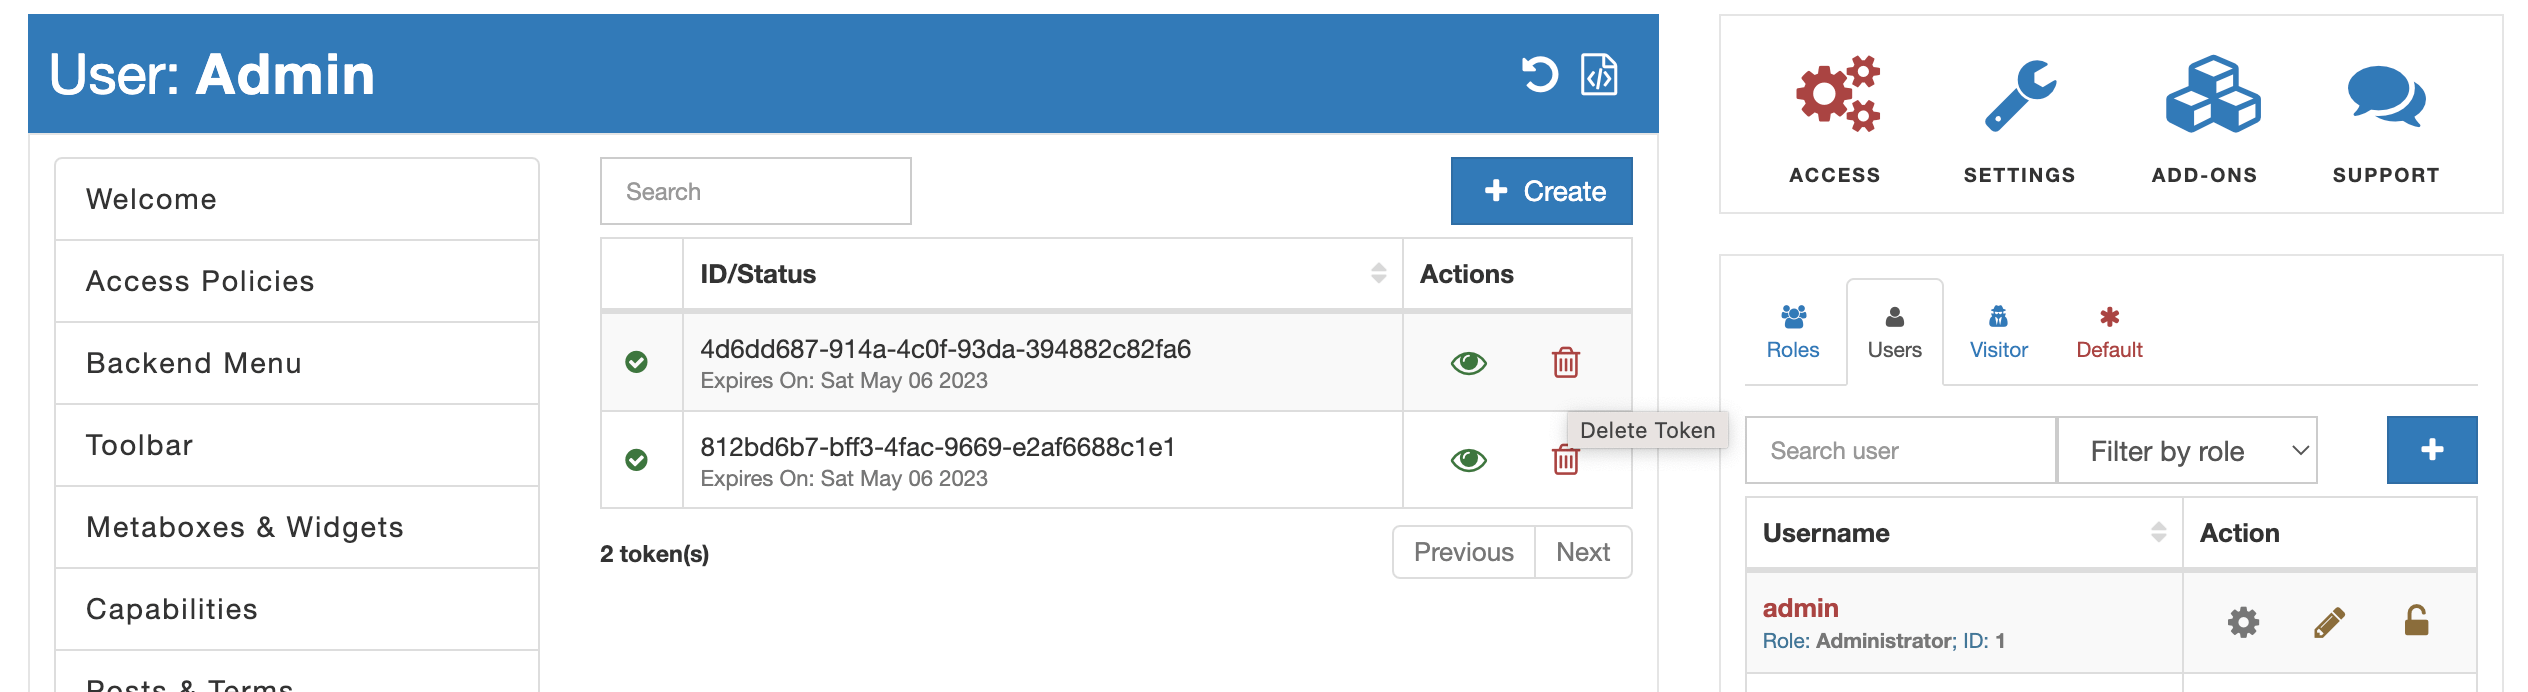 User: Admin
Welcome
Access Policies
Backend Menu
Toolbar
Metaboxes & Widgets
Capabilities
Posts & Terms
Search
Create
ID/Status
Actions
4d6dd687-914a-4c0f-93da-394882c82fa6
Expires On: Sat May 06 2023
Delete Token
812bd6b7-bff3-4fac-9669-e2af6688c1e1
Expires On: Sat May 06 2023
2 token(s)
Previous
Next
ACCESS
SETTINGS
ADD-ONS
SUPPORT
Roles
Users
Visitor
Default
Search user
Filter by role
Username
Action
admin
Role: Administrator; ID: 1